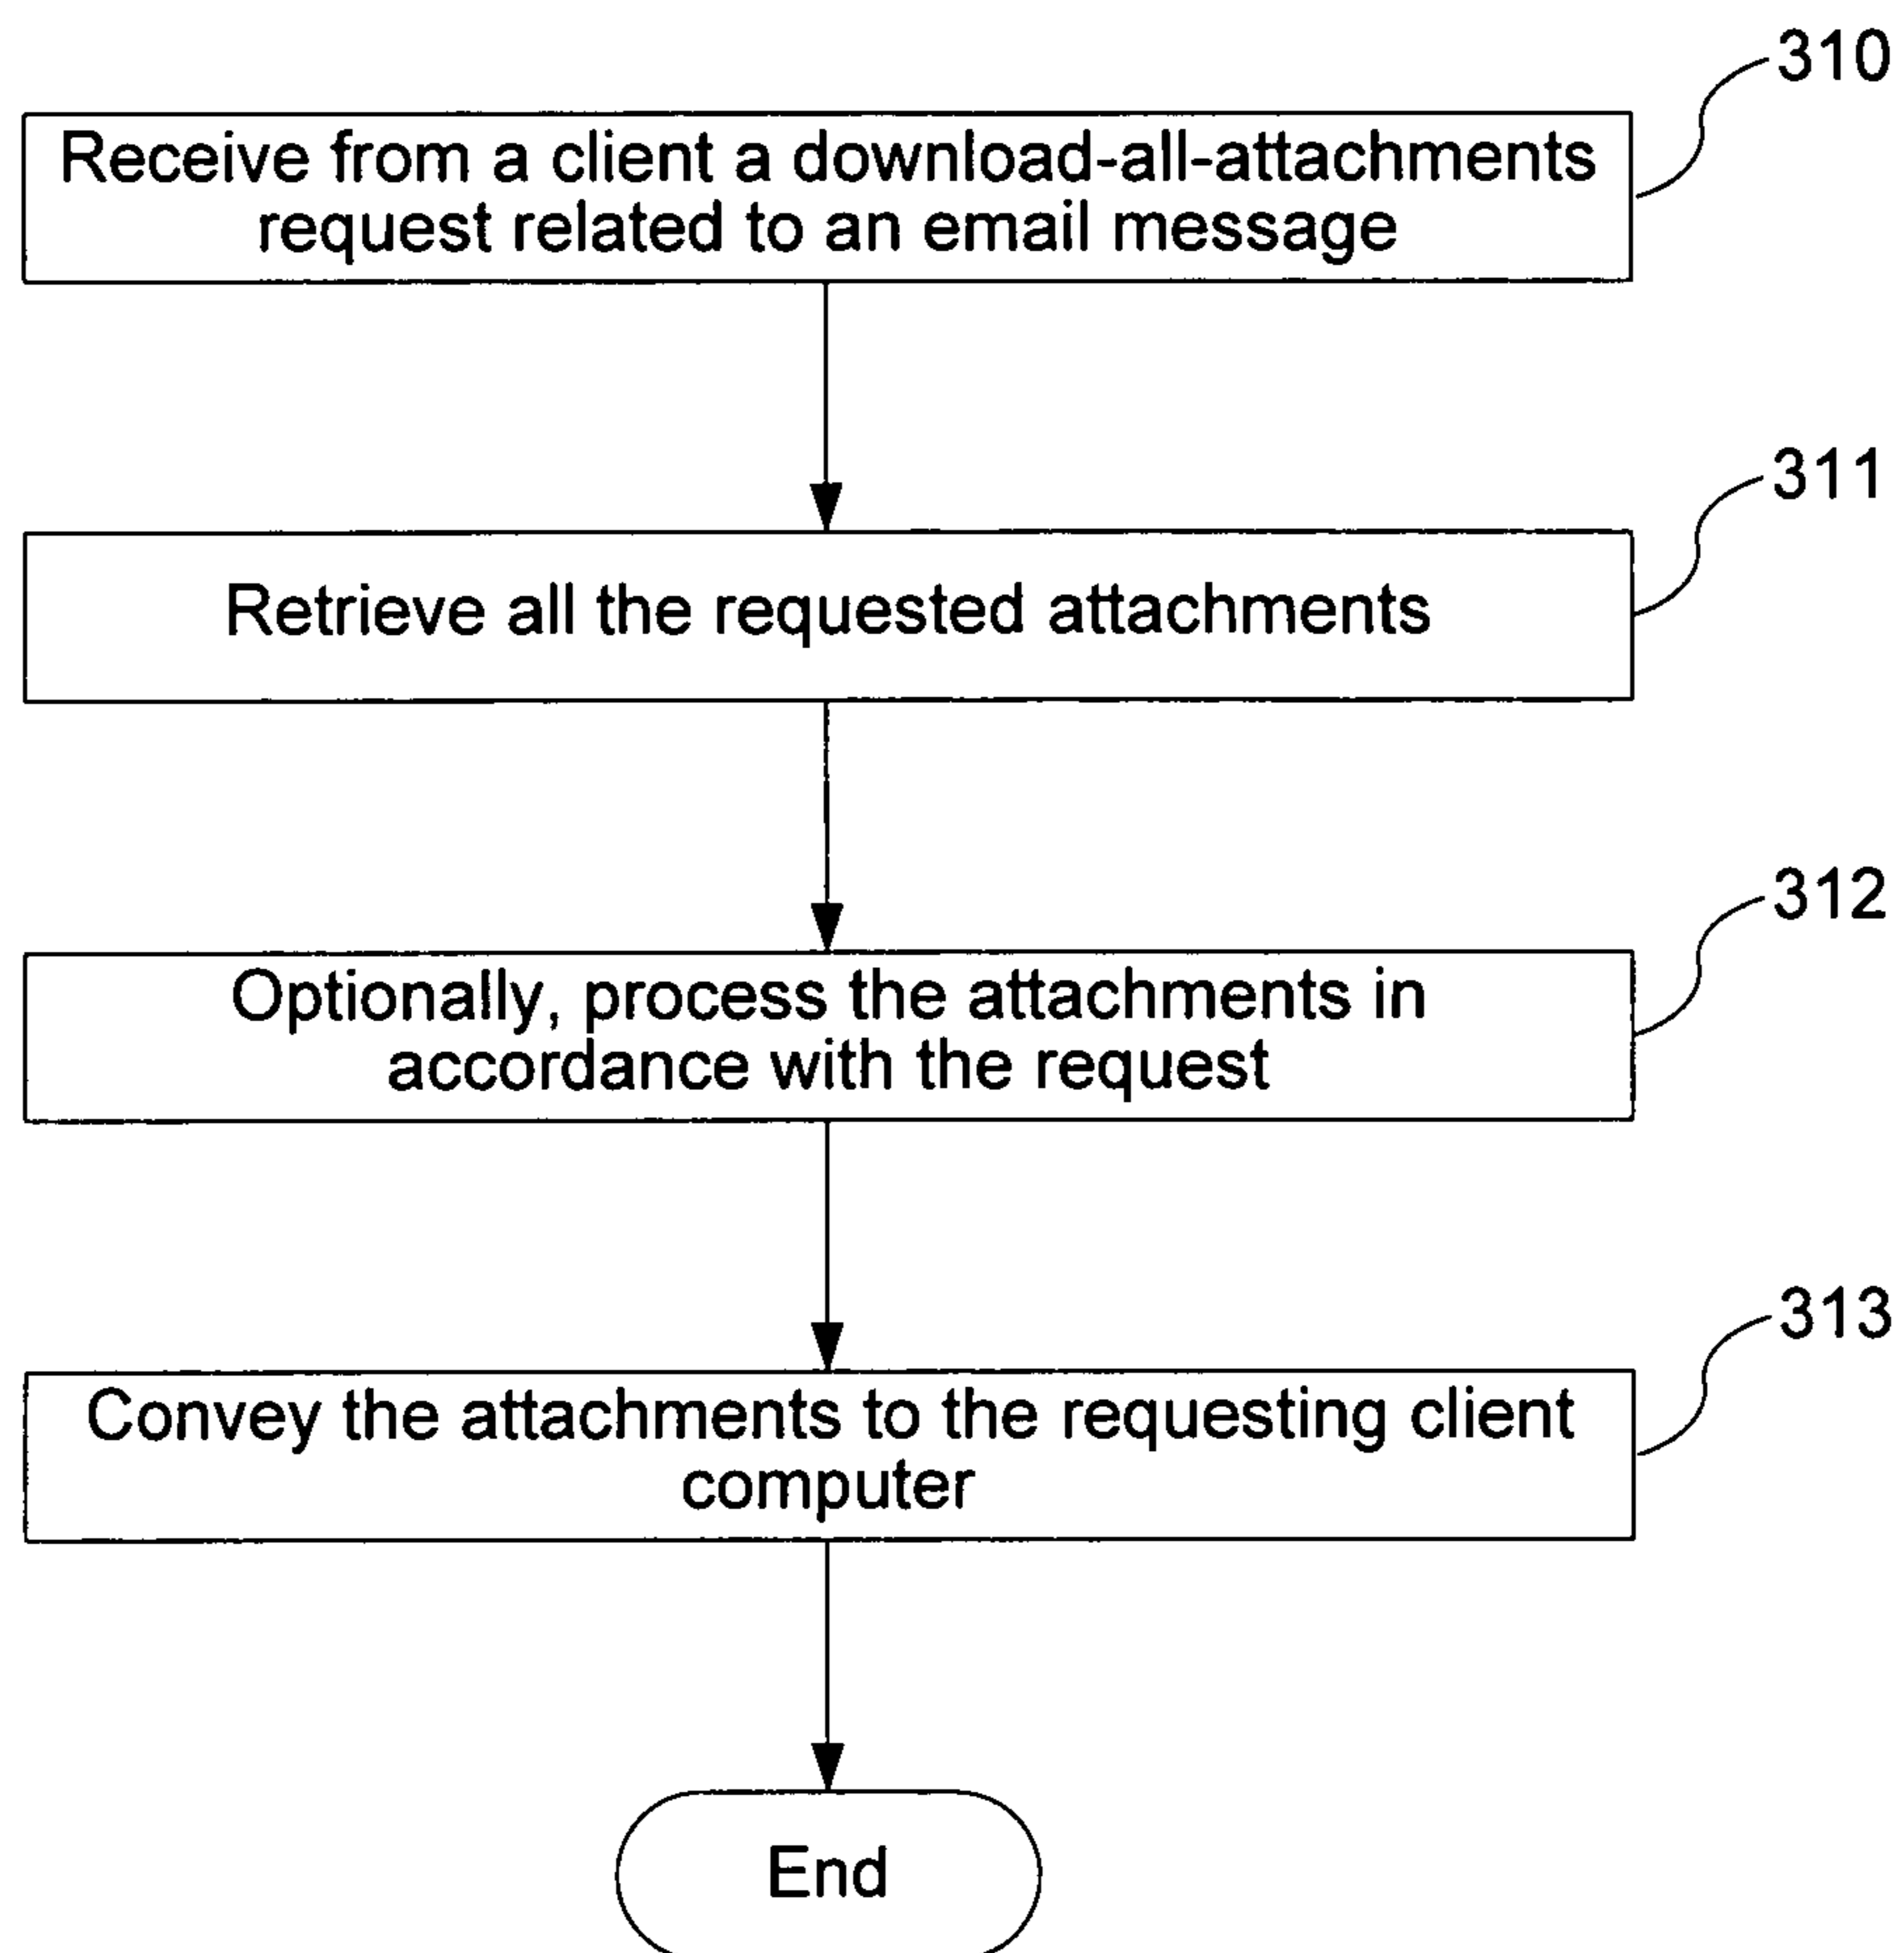 310
Receive from a client a download-all-attachments
request related to an email message
311
Retrieve all the requested attachments
312
Optionally, process the attachments in
accordance with the request
313
Convey the attachments to the requesting client
computer
End